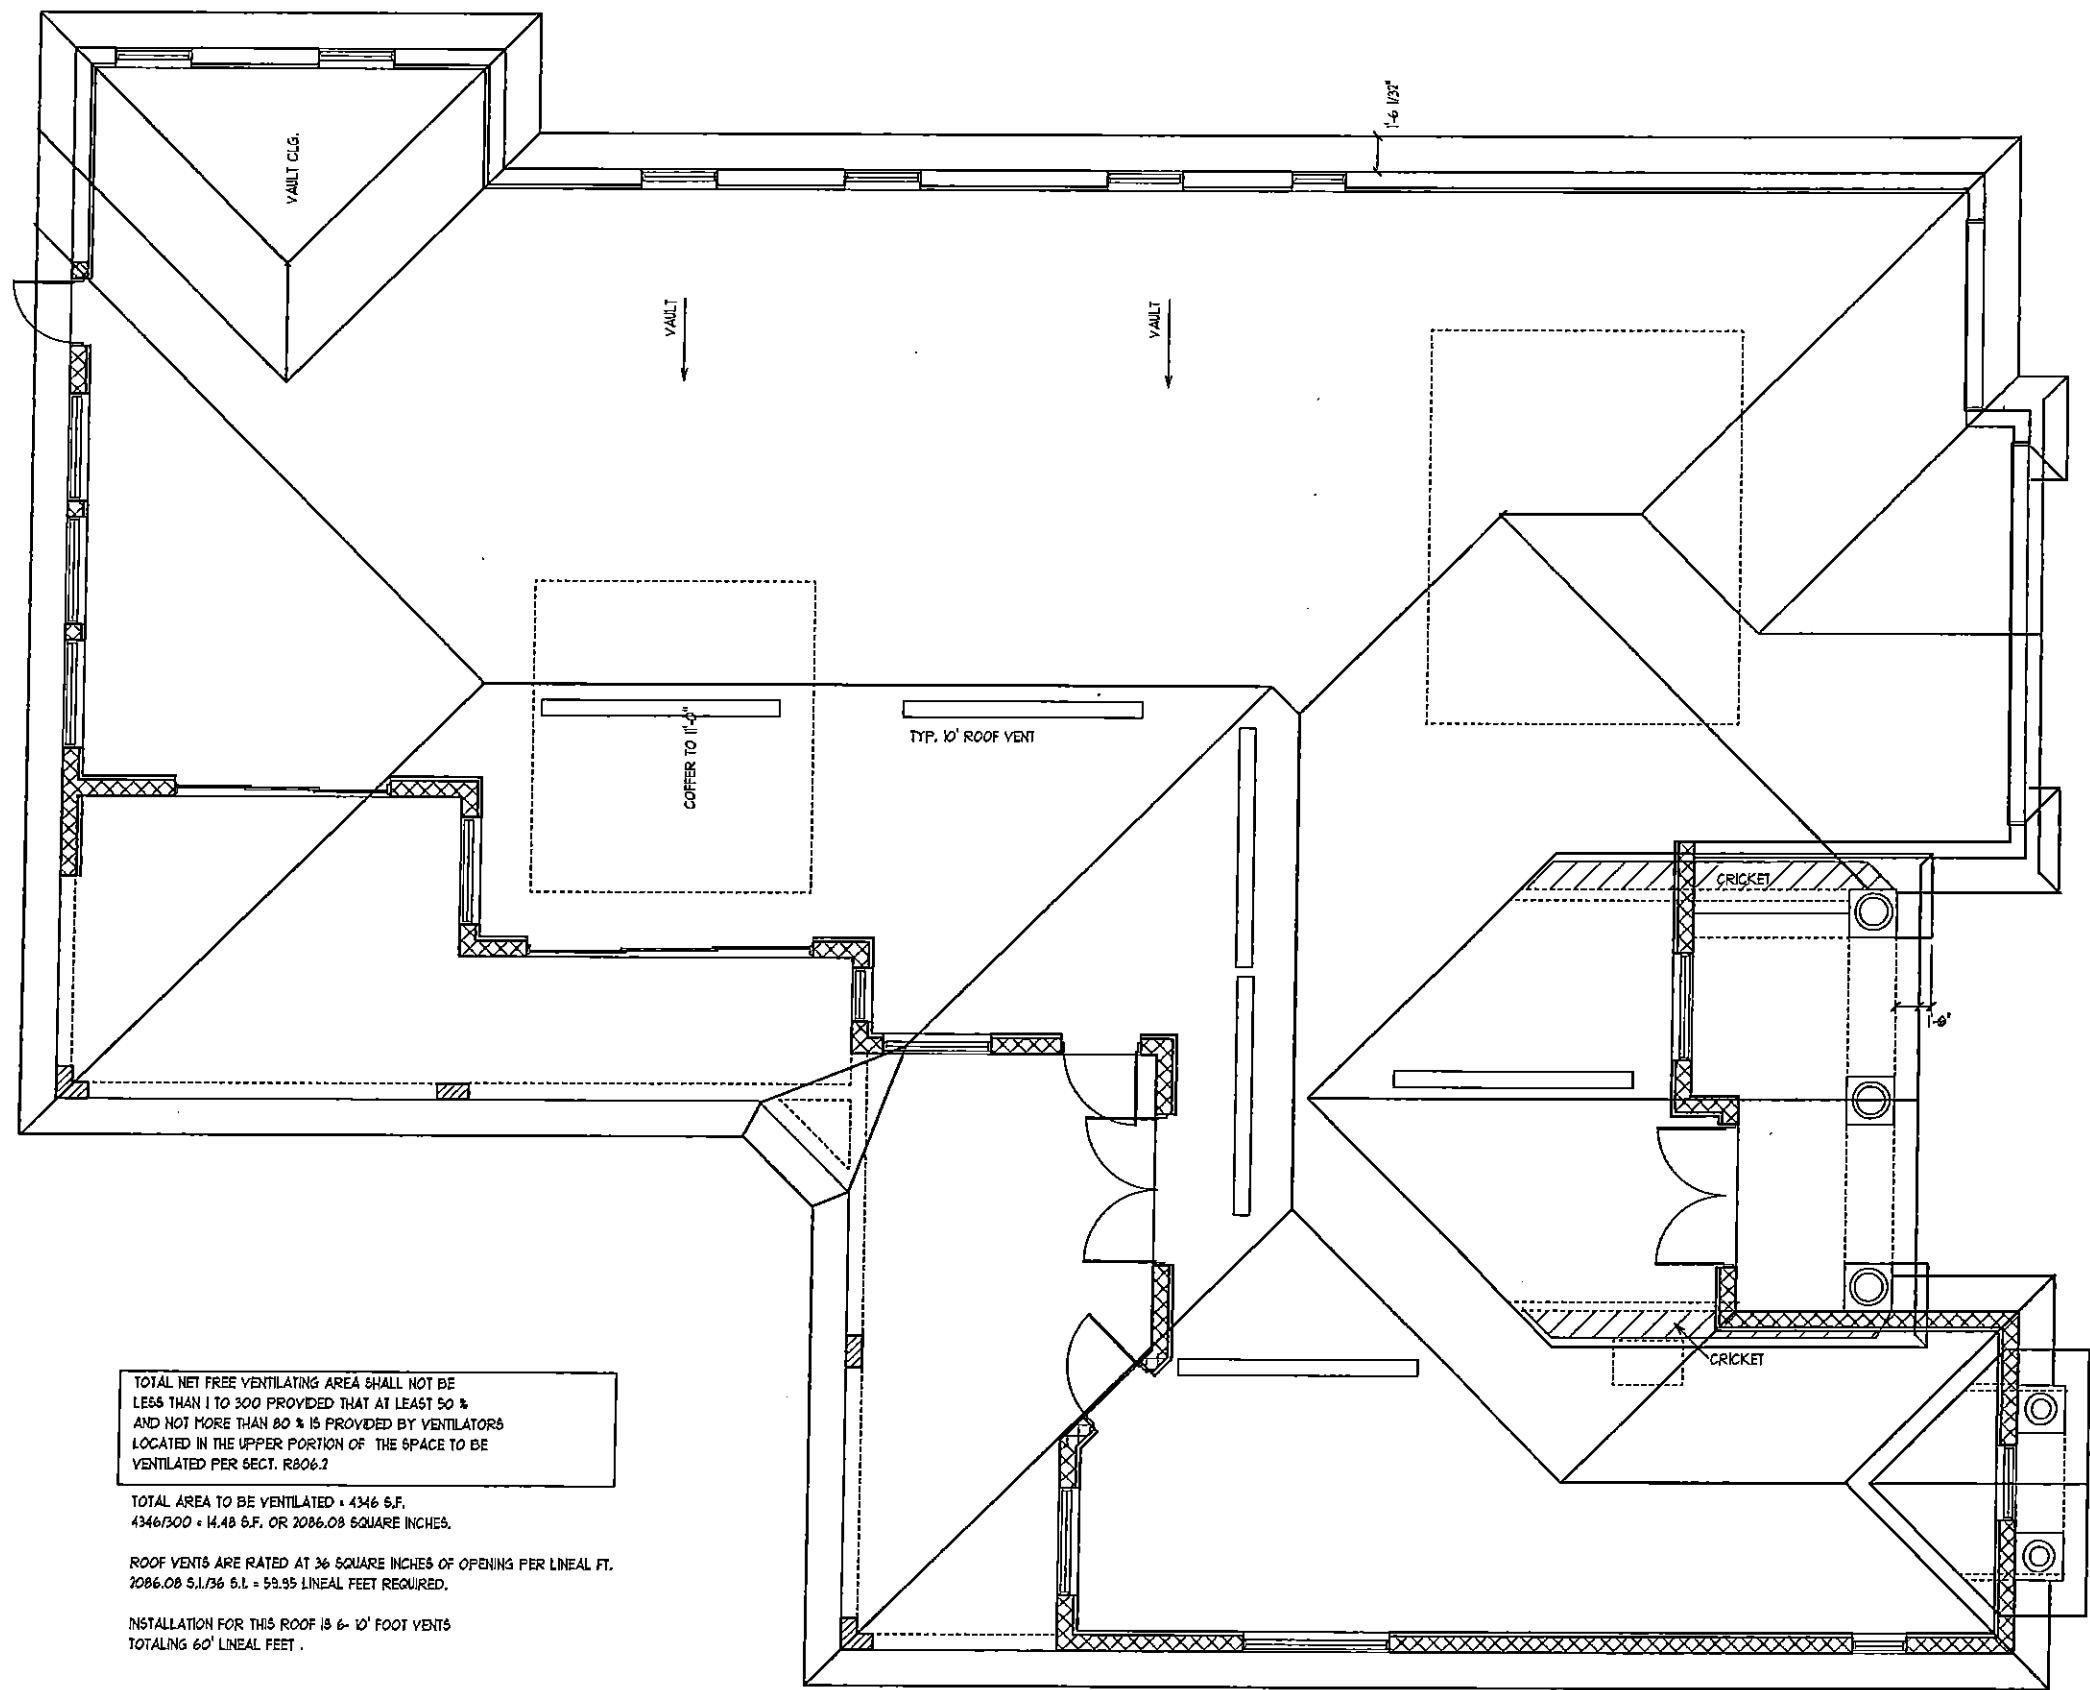 1'-6 1/32"
VAULT CLG.
VAULT
VAULT
COFFER TO 11'-0"
TYP. 10' ROOF VENT
CRICKET
1'-6"
CRICKET
TOTAL NET FREE VENTILATING AREA SHALL NOT BE
LESS THAN 1 TO 300 PROVIDED THAT AT LEAST 50 %
AND NOT MORE THAN 80 % IS PROVIDED BY VENTILATORS
LOCATED IN THE UPPER PORTION OF THE SPACE TO BE
VENTILATED PER SECT. R806.2
TOTAL AREA TO BE VENTILATED = 4346 S.F.
4346/300 = 14.48 S.F. OR 2086.08 SQUARE INCHES.
ROOF VENTS ARE RATED AT 36 SQUARE INCHES OF OPENING PER LINEAL FT.
2086.08 S.I./36 S.I. = 59.95 LINEAL FEET REQUIRED.
INSTALLATION FOR THIS ROOF IS 6- 10' FOOT VENTS
TOTALING 60' LINEAL FEET .